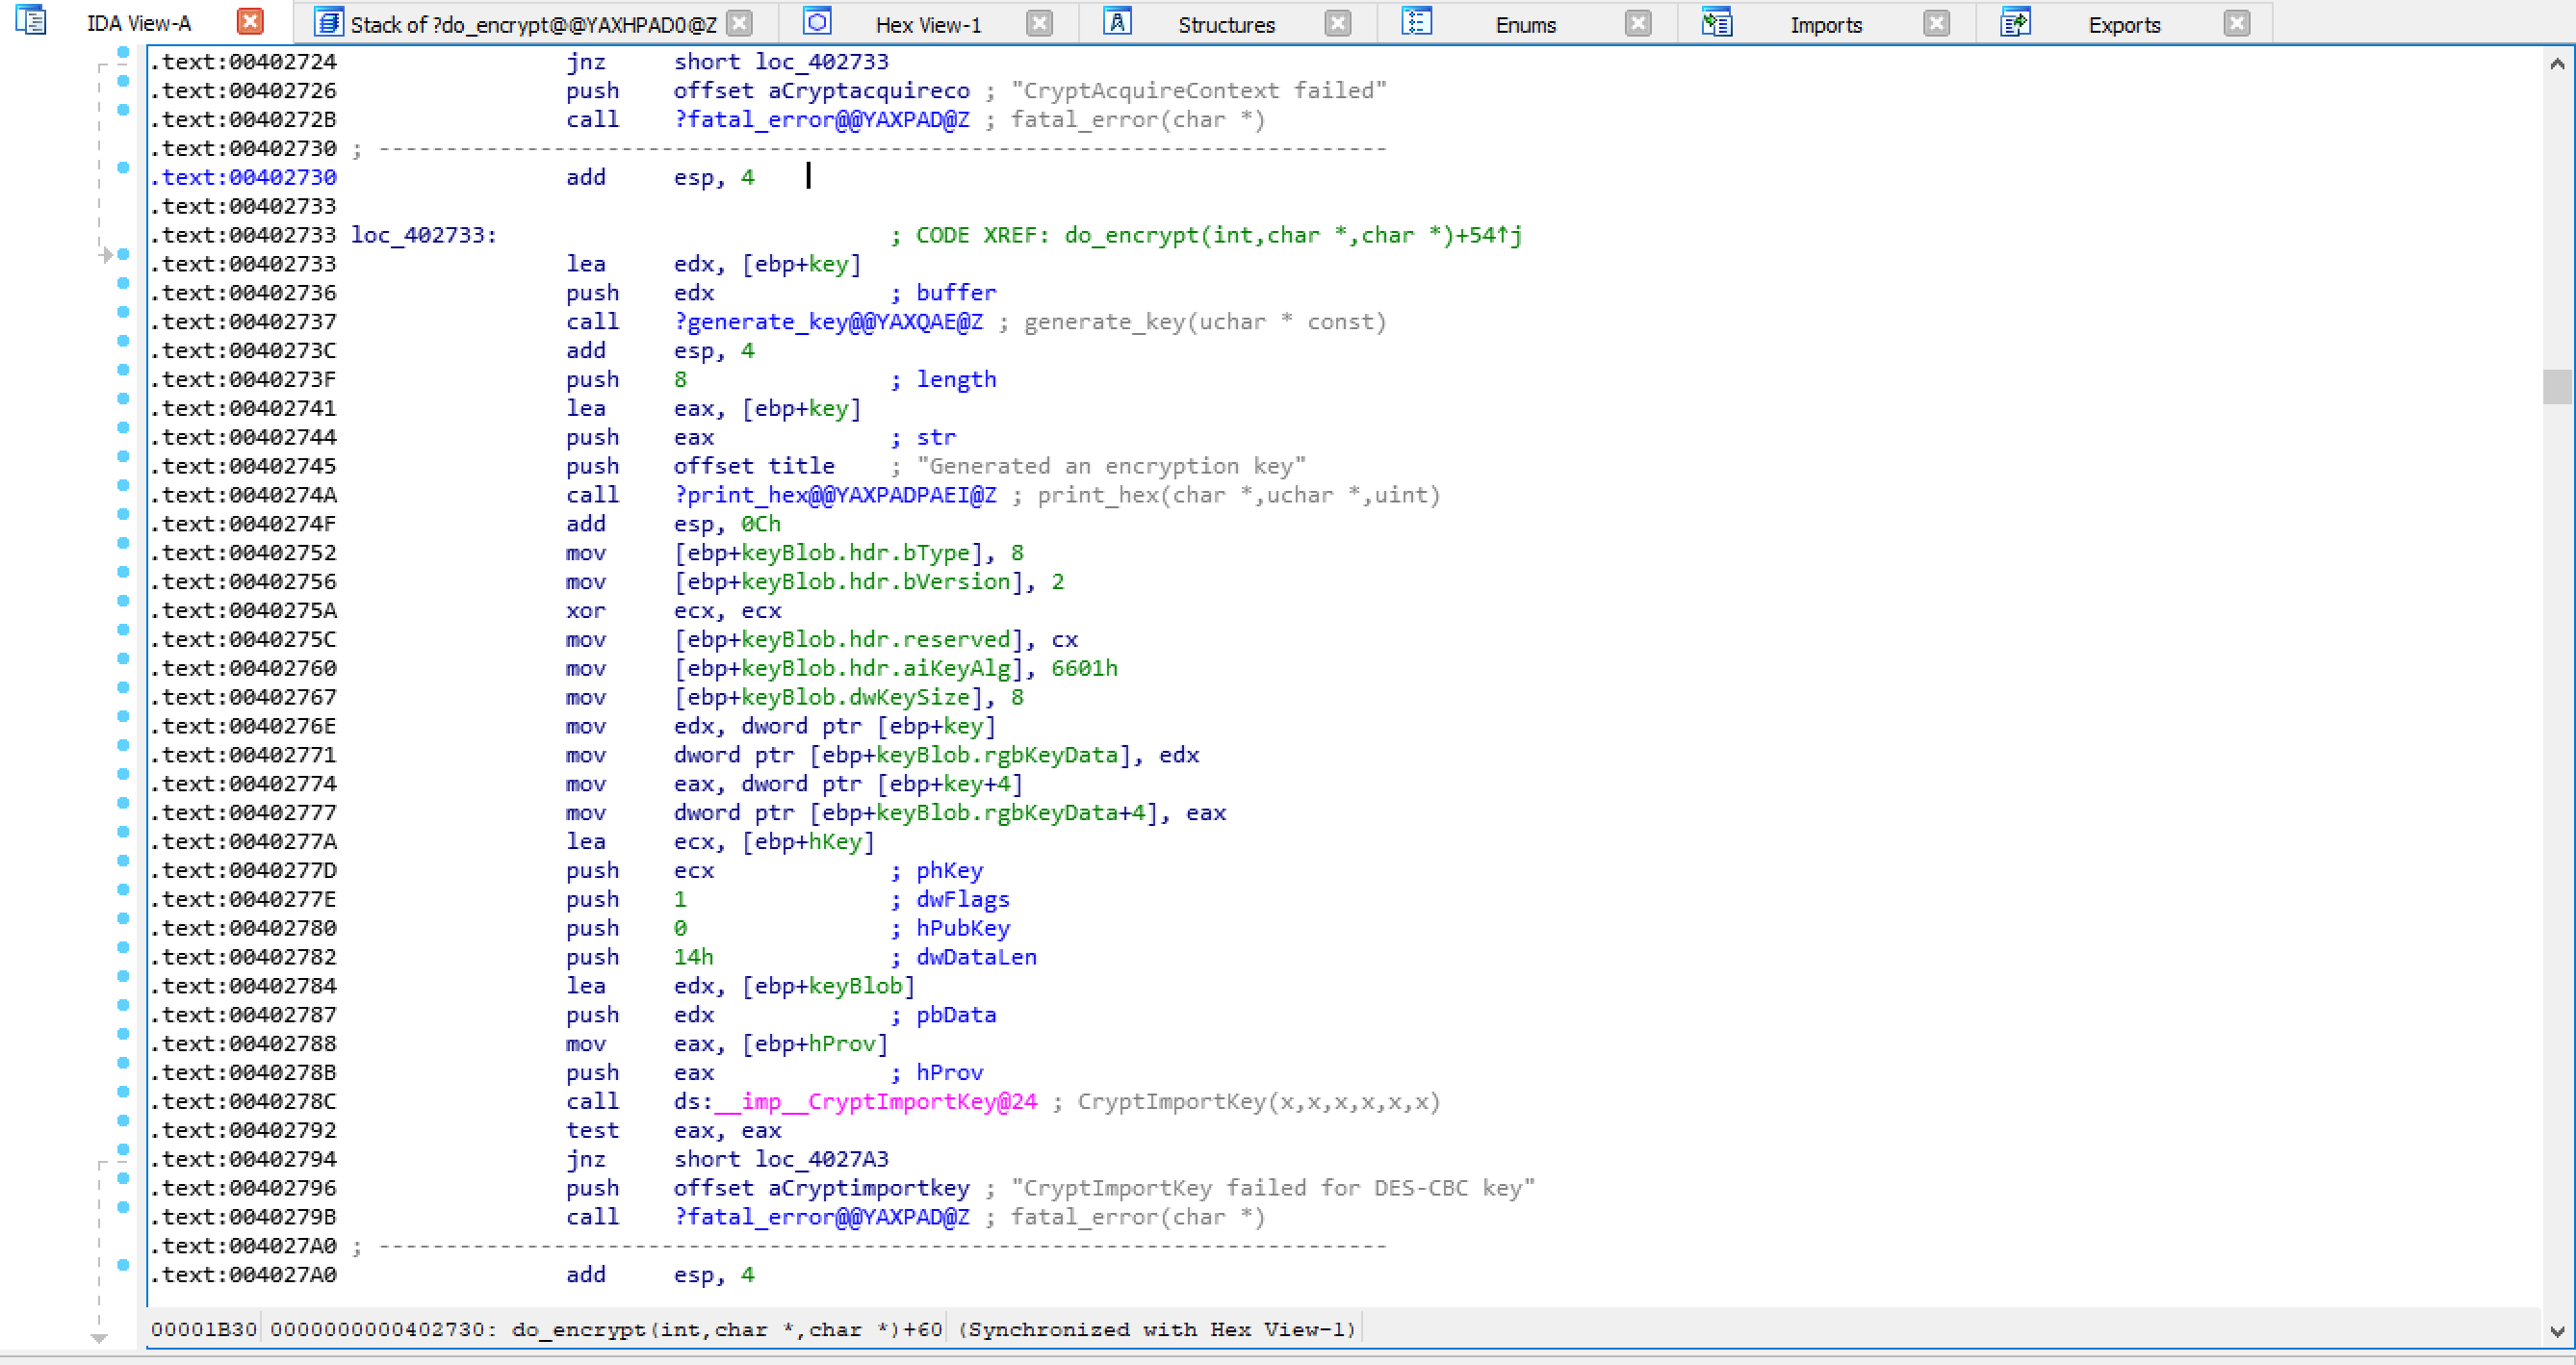 IDA View-A Stack of ?do_encrypt@@YAXHPAD0@Z Hex View-1 Structures Enums Imports Exports
.text:00402724 jnz short loc_402733
.text:00402726 push offset aCryptacquireco ; "CryptAcquireContext failed"
.text:0040272B call ?fatal_error@@YAXPAD@Z ; fatal_error(char *)
.text:00402730 ; ---------------------------------------------------------------------------
.text:00402730 add esp, 4
.text:00402733
.text:00402733 loc_402733: ; CODE XREF: do_encrypt(int,char *,char *)+54↑j
.text:00402733 lea edx, [ebp+key]
.text:00402736 push edx ; buffer
.text:00402737 call ?generate_key@@YAXQAE@Z ; generate_key(uchar * const)
.text:0040273C add esp, 4
.text:0040273F push 8 ; length
.text:00402741 lea eax, [ebp+key]
.text:00402744 push eax ; str
.text:00402745 push offset title ; "Generated an encryption key"
.text:0040274A call ?print_hex@@YAXPADPAEI@Z ; print_hex(char *,uchar *,uint)
.text:0040274F add esp, 0Ch
.text:00402752 mov [ebp+keyBlob.hdr.bType], 8
.text:00402756 mov [ebp+keyBlob.hdr.bVersion], 2
.text:0040275A xor ecx, ecx
.text:0040275C mov [ebp+keyBlob.hdr.reserved], cx
.text:00402760 mov [ebp+keyBlob.hdr.aiKeyAlg], 6601h
.text:00402767 mov [ebp+keyBlob.dwKeySize], 8
.text:0040276E mov edx, dword ptr [ebp+key]
.text:00402771 mov dword ptr [ebp+keyBlob.rgbKeyData], edx
.text:00402774 mov eax, dword ptr [ebp+key+4]
.text:00402777 mov dword ptr [ebp+keyBlob.rgbKeyData+4], eax
.text:0040277A lea ecx, [ebp+hKey]
.text:0040277D push ecx ; phKey
.text:0040277E push 1 ; dwFlags
.text:00402780 push 0 ; hPubKey
.text:00402782 push 14h ; dwDataLen
.text:00402784 lea edx, [ebp+keyBlob]
.text:00402787 push edx ; pbData
.text:00402788 mov eax, [ebp+hProv]
.text:0040278B push eax ; hProv
.text:0040278C call ds:__imp__CryptImportKey@24 ; CryptImportKey(x,x,x,x,x,x)
.text:00402792 test eax, eax
.text:00402794 jnz short loc_4027A3
.text:00402796 push offset aCryptimportkey ; "CryptImportKey failed for DES-CBC key"
.text:0040279B call ?fatal_error@@YAXPAD@Z ; fatal_error(char *)
.text:004027A0 ; ---------------------------------------------------------------------------
.text:004027A0 add esp, 4
00001B30 0000000000402730: do_encrypt(int,char *,char *)+60 (Synchronized with Hex View-1)